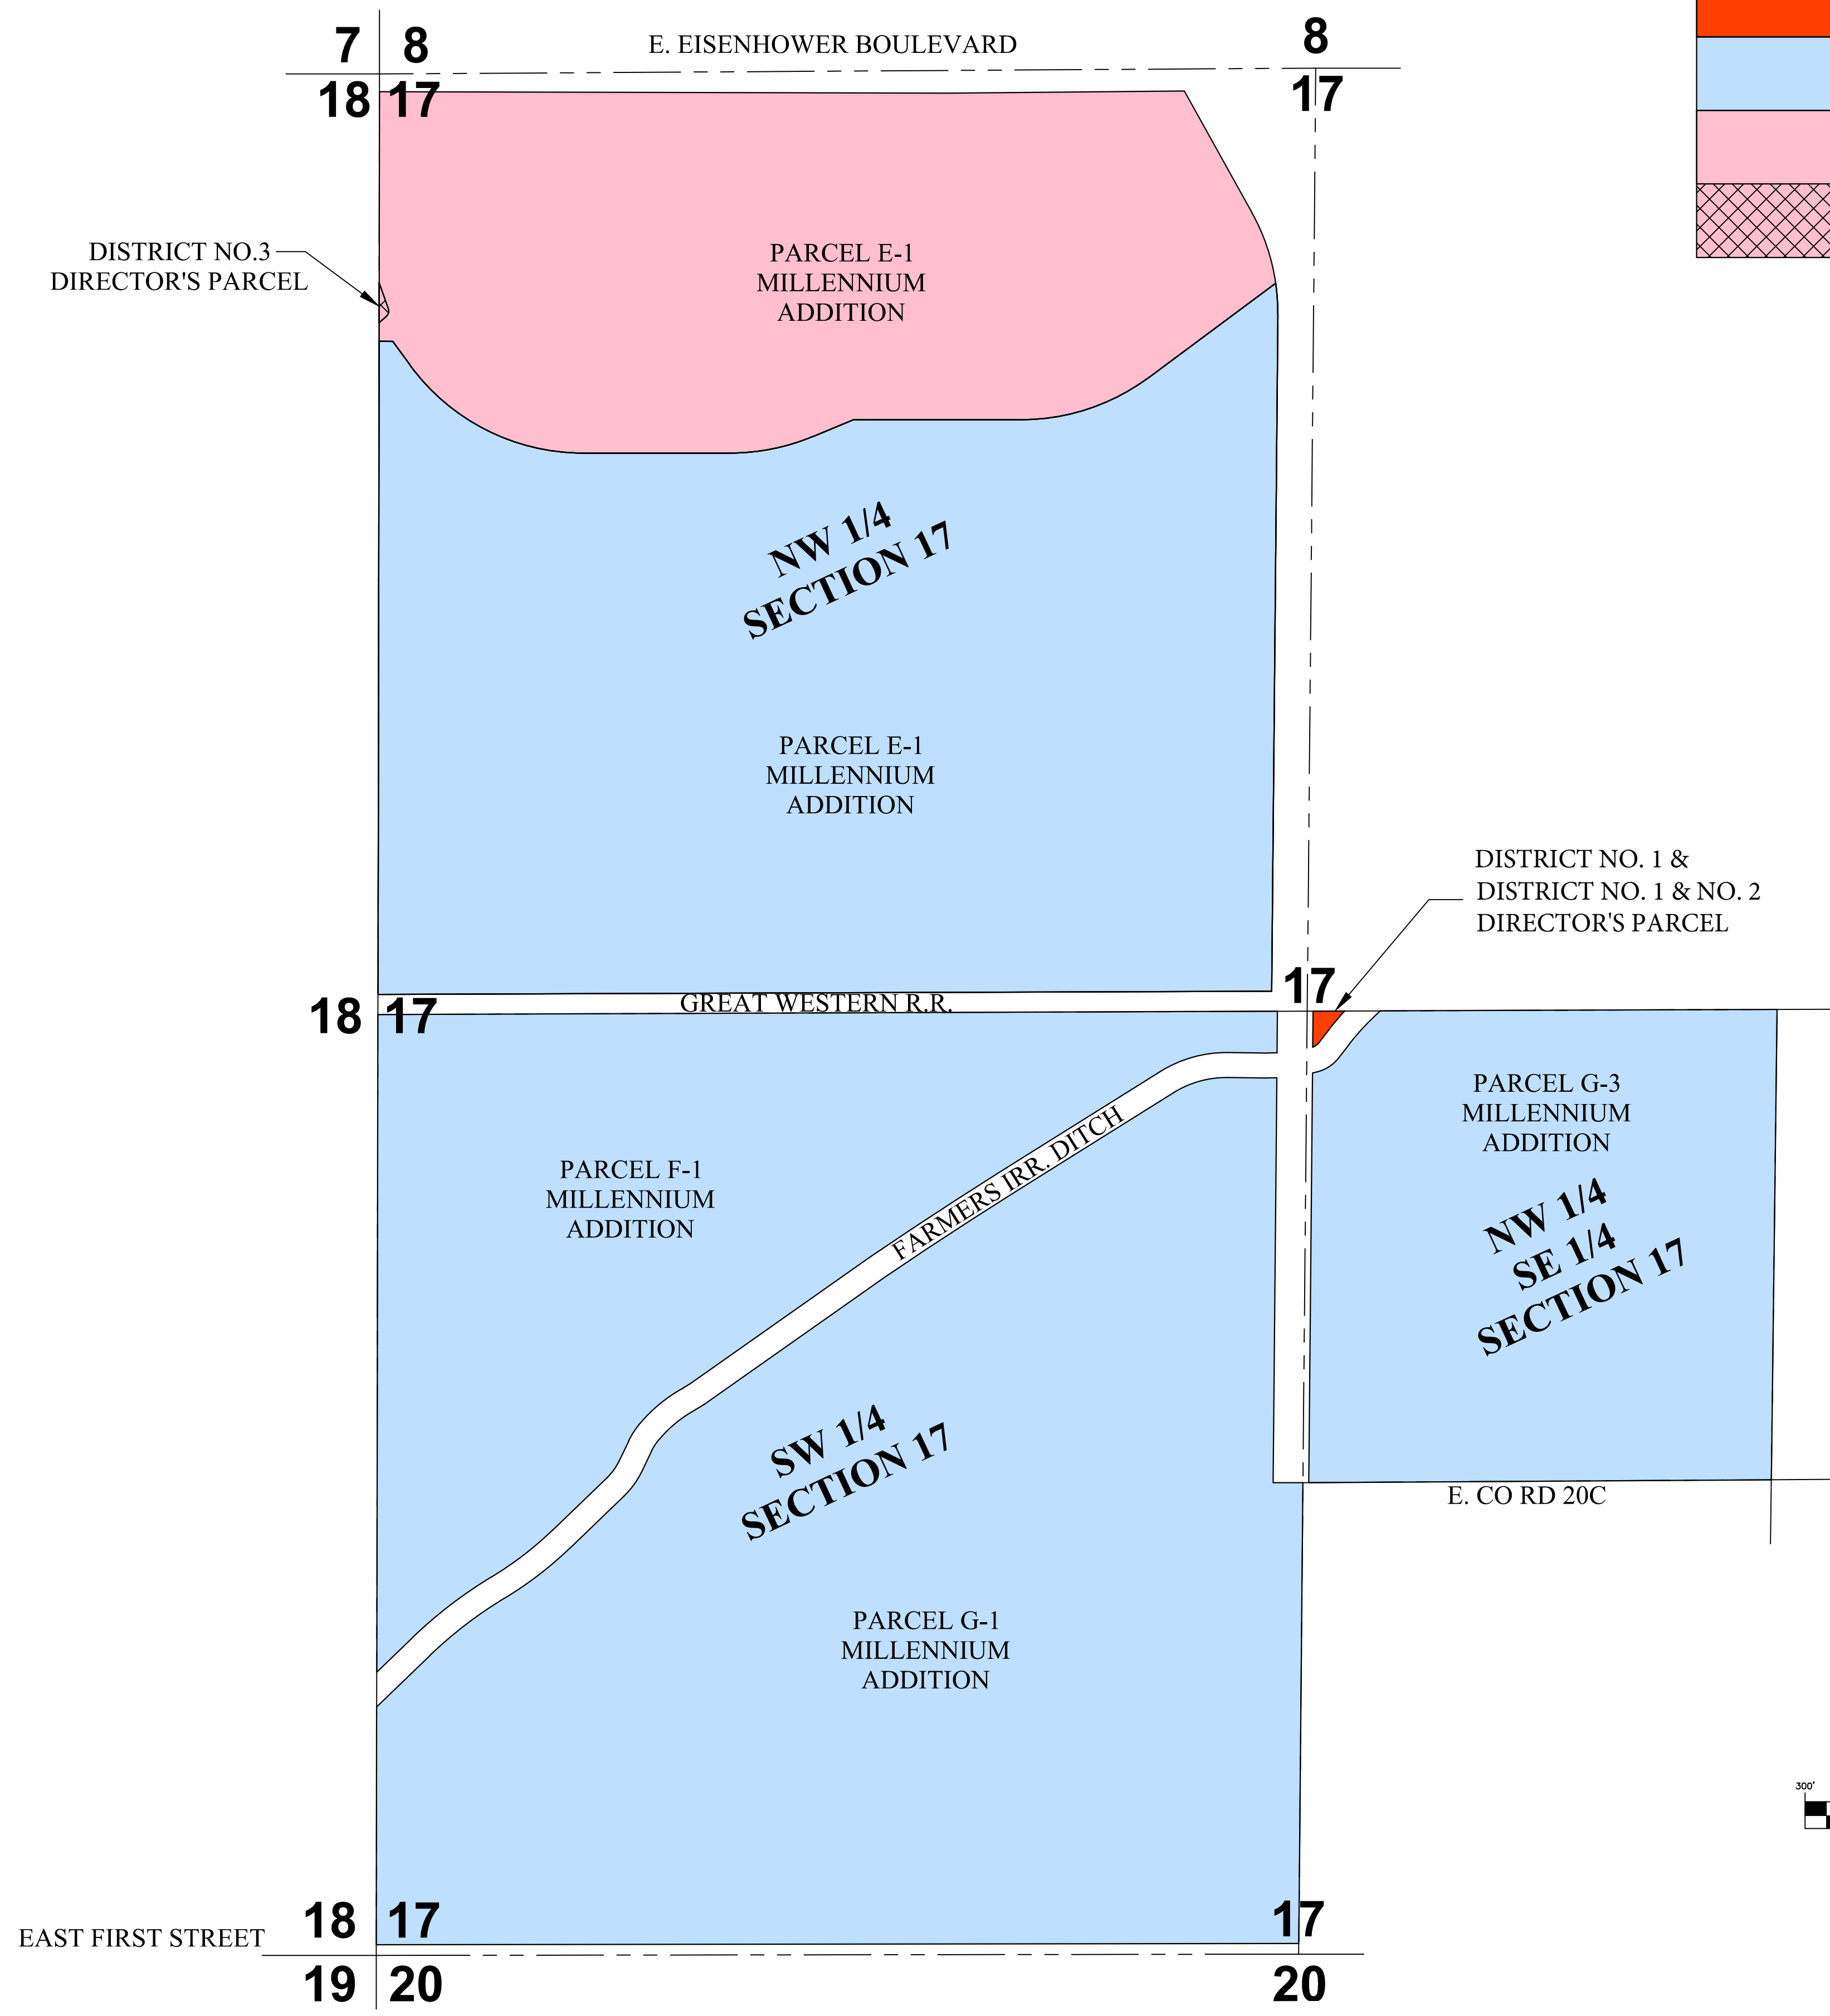 7 8
E. EISENHOWER BOULEVARD
8
18 17
17
DISTRICT NO.3
DIRECTOR'S PARCEL
PARCEL E-1
MILLENNIUM
ADDITION
NW 1/4
SECTION 17
PARCEL E-1
MILLENNIUM
ADDITION
DISTRICT NO. 1 &
DISTRICT NO. 1 & NO. 2
DIRECTOR'S PARCEL
18 17
GREAT WESTERN R.R.
17
PARCEL G-3
MILLENNIUM
ADDITION
NW 1/4
SE 1/4
SECTION 17
PARCEL F-1
MILLENNIUM
ADDITION
FARMERS IRR. DITCH
SW 1/4
SECTION 17
E. CO RD 20C
PARCEL G-1
MILLENNIUM
ADDITION
300'
18 17
17
EAST FIRST STREET
19 20
20